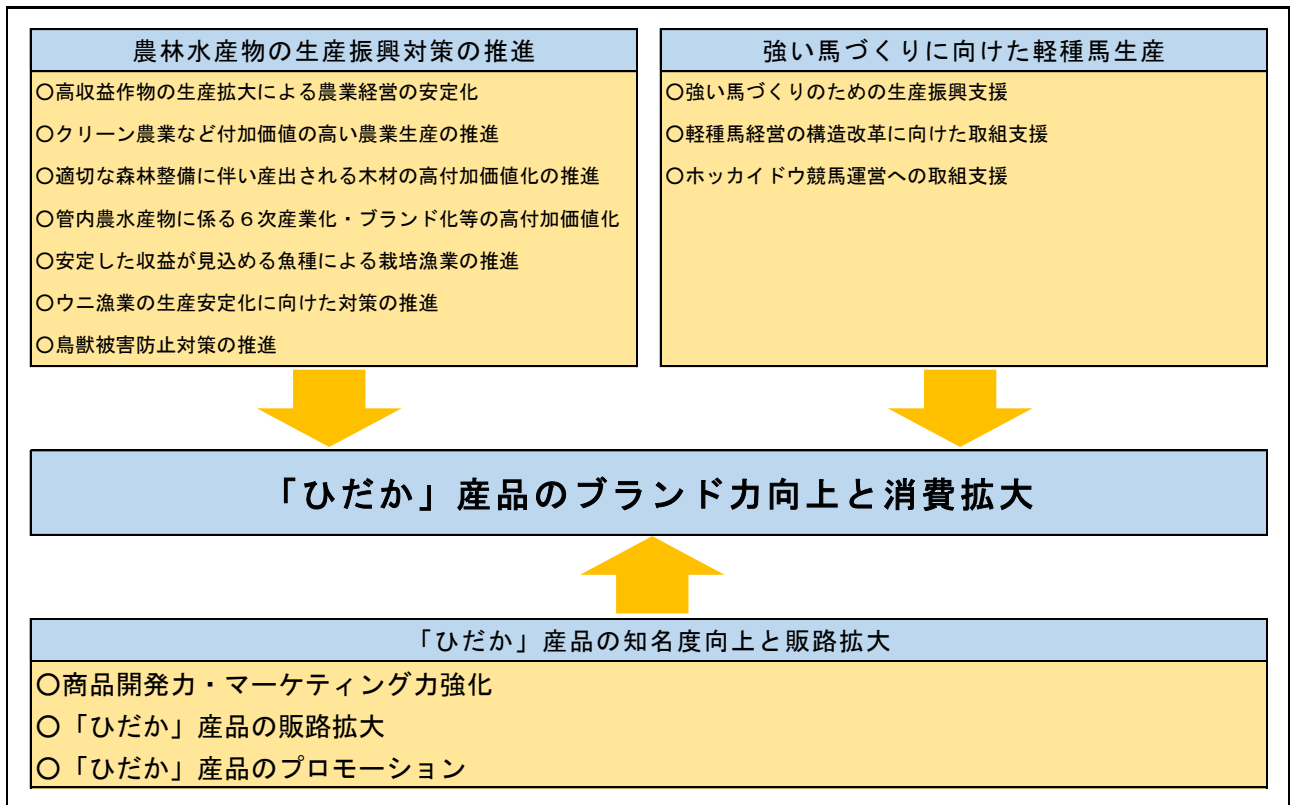 農林水産物の生産振興対策の推進
〇高収益作物の生産拡大による農業経営の安定化
〇クリーン農業など付加価値の高い農業生産の推進
〇適切な森林整備に伴い産出される木材の高付加価値化の推進
〇管内農水産物に係る６次産業化・ブランド化等の高付加価値化
〇安定した収益が見込める魚種による栽培漁業の推進
〇ウニ漁業の生産安定化に向けた対策の推進
〇鳥獣被害防止対策の推進
強い馬づくりに向けた軽種馬生産
〇強い馬づくりのための生産振興支援
〇軽種馬経営の構造改革に向けた取組支援
〇ホッカイドウ競馬運営への取組支援
「ひだか」産品のブランド力向上と消費拡大
「ひだか」産品の知名度向上と販路拡大
〇商品開発力・マーケティング力強化
〇「ひだか」産品の販路拡大
〇「ひだか」産品のプロモーション